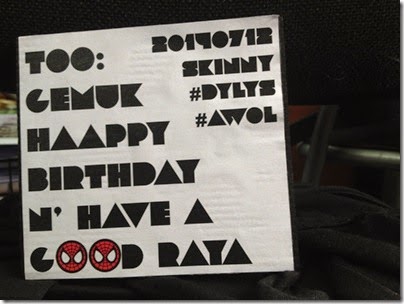 TOO:
GEMUK
HAAPPY
BIRTHDAY
N' HAVE A
GOOD RAYA
20140712
SKINNY
#DYLYS
#AWOL